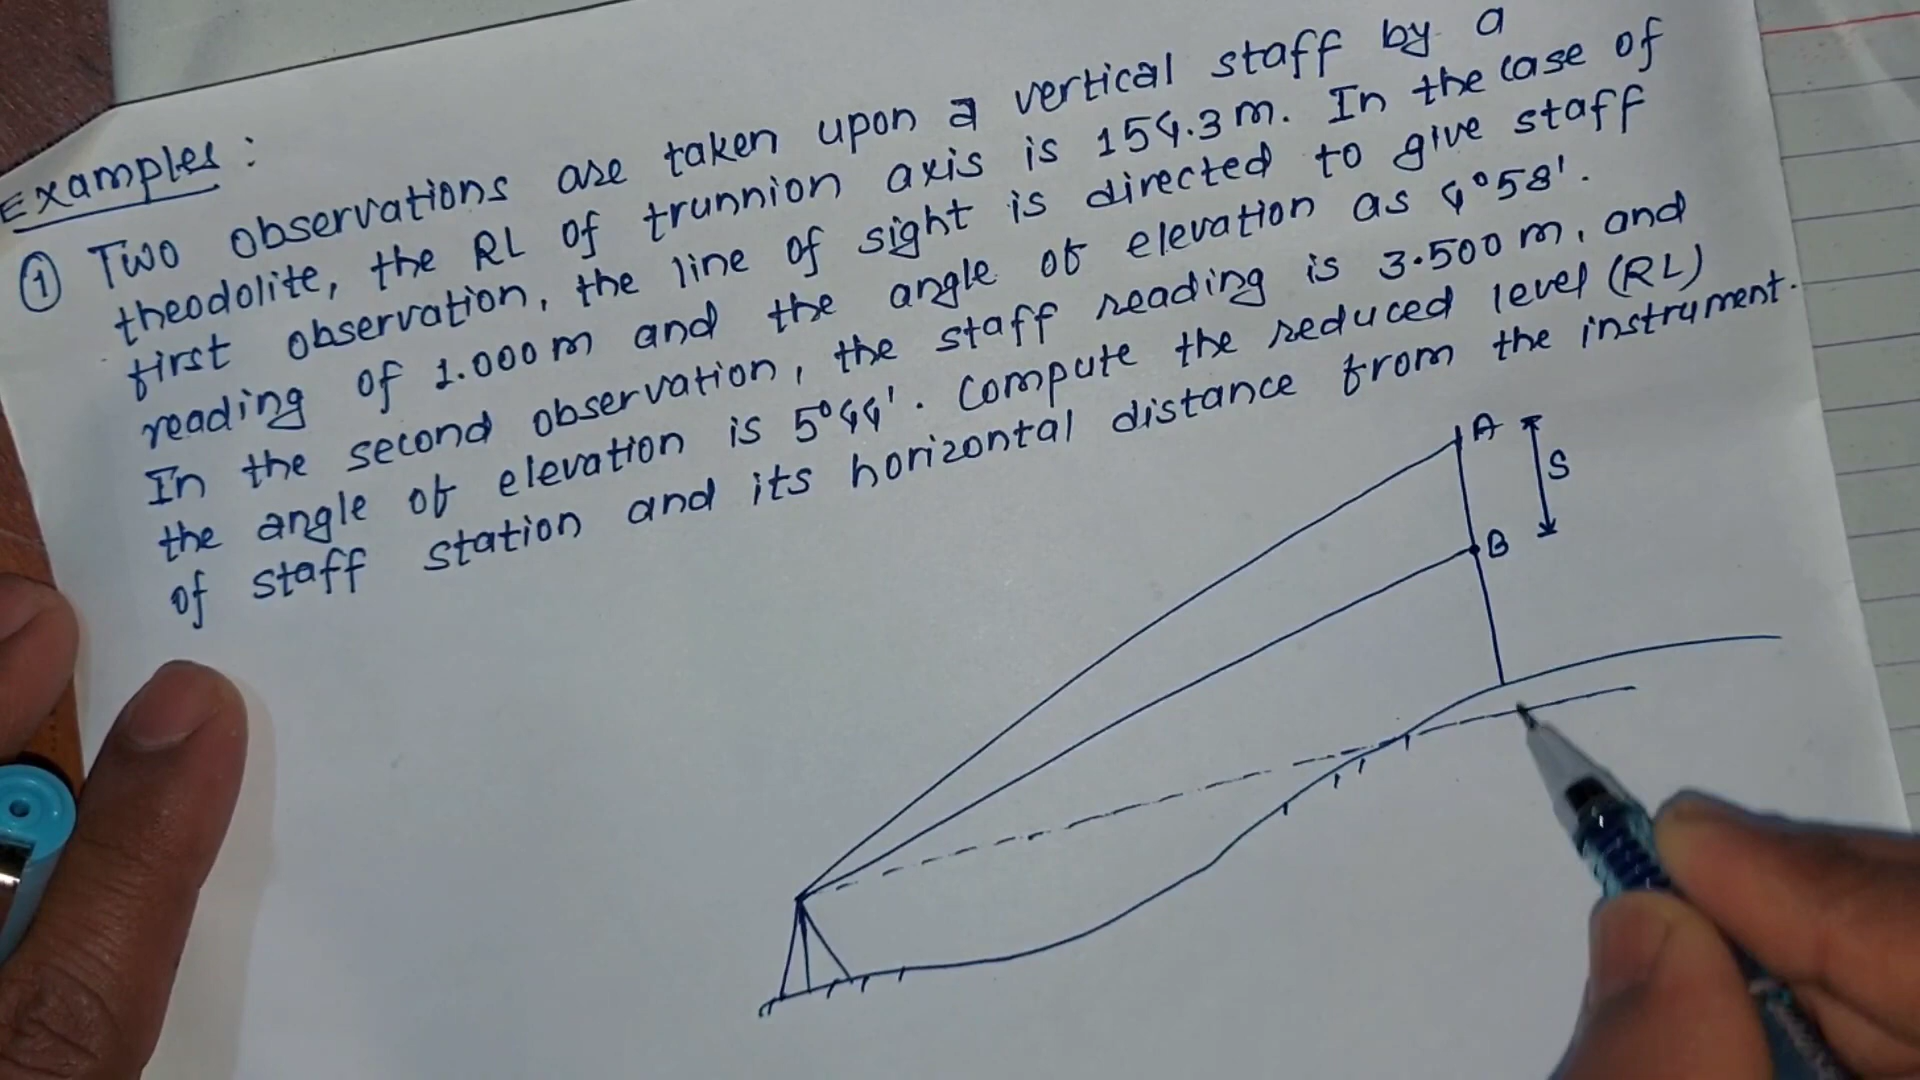 Examples :
① Two observations are taken upon a vertical staff by a
theodolite, the RL of trunnion axis is 154.3 m. In the case of
first observation, the line of sight is directed to give staff
reading of 1.000 m and the angle of elevation as 4°58'.
In the second observation, the staff reading is 3.500 m, and
the angle of elevation is 5°44'. Compute the reduced level (RL)
of staff station and its horizontal distance from the instrument.
A
S
B